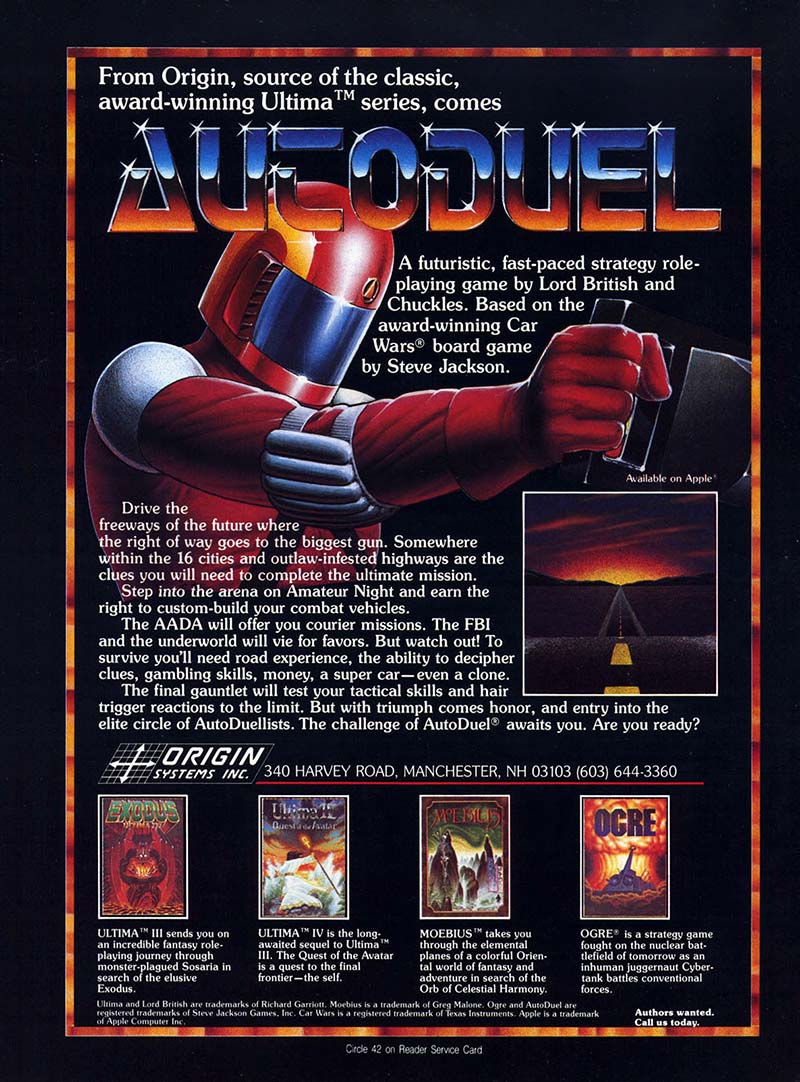 From Origin, source of the classic,
award-winning Ultima™ series, comes
AUTODUEL
A futuristic, fast-paced strategy role-
playing game by Lord British and
Chuckles. Based on the
award-winning Car
Wars® board game
by Steve Jackson.
Available on Apple®
Drive the
freeways of the future where
the right of way goes to the biggest gun. Somewhere
within the 16 cities and outlaw-infested highways are the
clues you will need to complete the ultimate mission.
Step into the arena on Amateur Night and earn the
right to custom-build your combat vehicles.
The AADA will offer you courier missions. The FBI
and the underworld will vie for favors. But watch out! To
survive you'll need road experience, the ability to decipher
clues, gambling skills, money, a super car—even a clone.
The final gauntlet will test your tactical skills and hair
trigger reactions to the limit. But with triumph comes honor, and entry into the
elite circle of AutoDuellists. The challenge of AutoDuel® awaits you. Are you ready?
ORIGIN
SYSTEMS INC.
340 HARVEY ROAD, MANCHESTER, NH 03103 (603) 644-3360
EXODUS
ULTIMA III
ULTIMA™ III sends you on
an incredible fantasy role-
playing journey through
monster-plagued Sosaria in
search of the elusive
Exodus.
Ultima IV
Quest of the Avatar
ULTIMA™ IV is the long-
awaited sequel to Ultima™
III. The Quest of the Avatar
is a quest to the final
frontier—the self.
MOEBIUS
MOEBIUS™ takes you
through the elemental
planes of a colorful Orien-
tal world of fantasy and
adventure in search of the
Orb of Celestial Harmony.
OGRE
OGRE® is a strategy game
fought on the nuclear bat-
tlefield of tomorrow as an
inhuman juggernaut Cyber-
tank battles conventional
forces.
Ultima and Lord British are trademarks of Richard Garriott. Moebius is a trademark of Greg Malone. Ogre and AutoDuel are
registered trademarks of Steve Jackson Games, Inc. Car Wars is a registered trademark of Texas Instruments. Apple is a trademark
of Apple Computer Inc.
Authors wanted.
Call us today.
Circle 42 on Reader Service Card